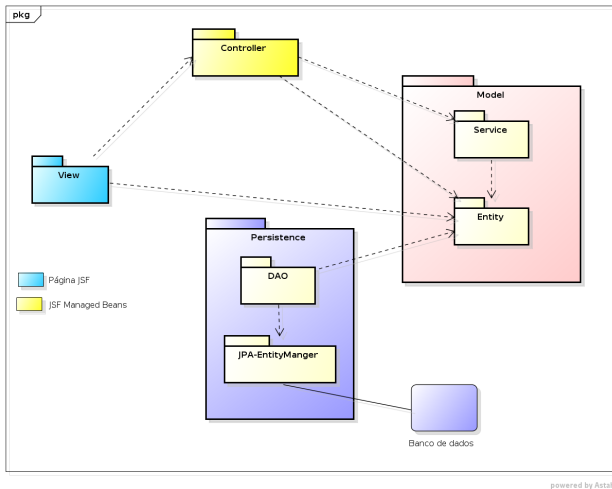 pkg
Controller
Model
Service
View
Entity
Persistence
DAO
Página JSF
JSF Managed Beans
JPA-EntityManger
Banco de dados
powered by Astah